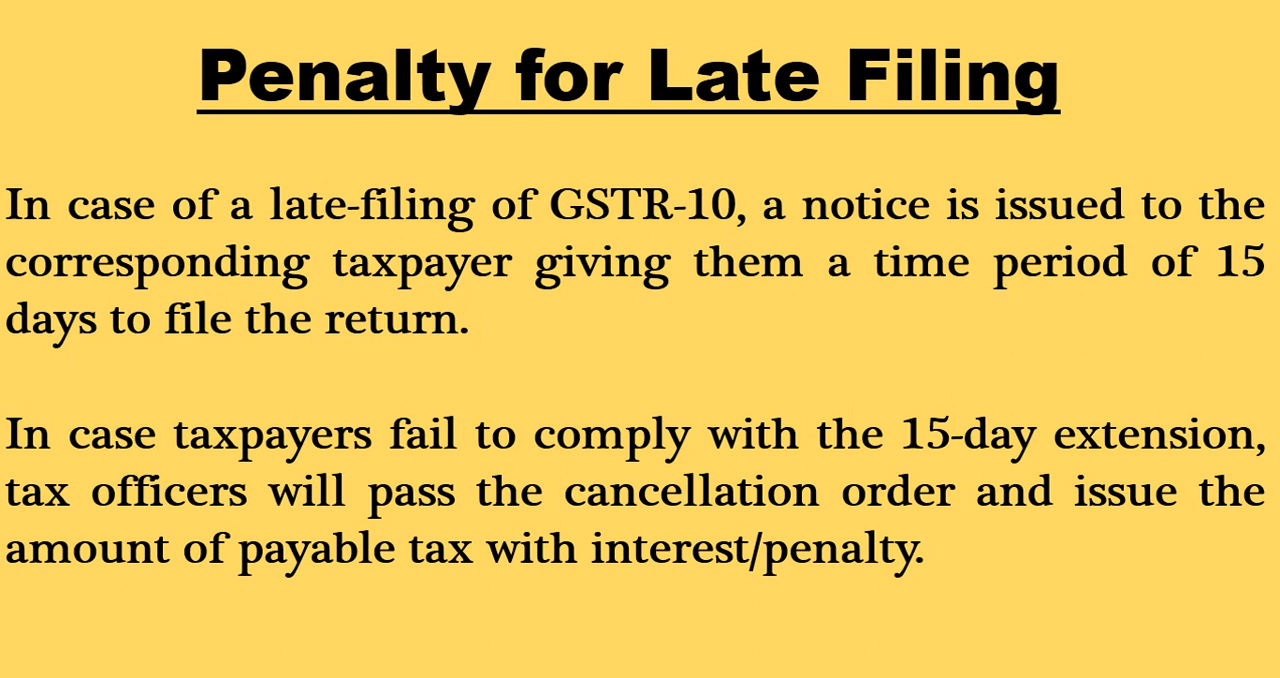 Penalty for Late Filing
In case of a late-filing of GSTR-10, a notice is issued to the
corresponding taxpayer giving them a time period of 15
days to file the return.
In case taxpayers fail to comply with the 15-day extension,
tax officers will pass the cancellation order and issue the
amount of payable tax with interest/penalty.